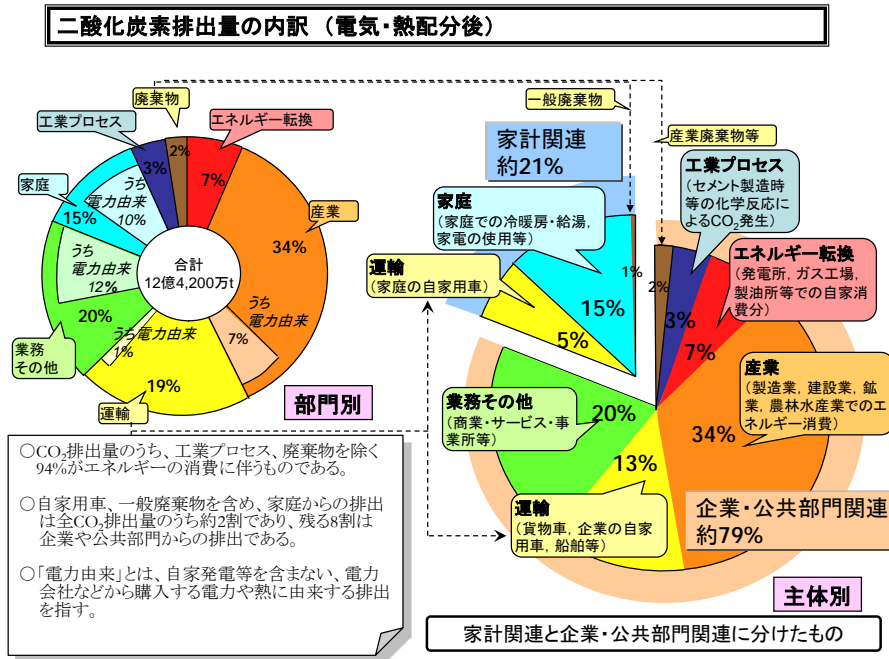 二酸化炭素排出量の内訳 （電気・熱配分後）
廃棄物
工業プロセス
エネルギー転換
家庭
産業
業務
その他
運輸
2%
3%
7%
15%
うち
電力由来
10%
34%
うち
電力由来
12%
合計
12億4,200万t
うち
電力由来
7%
20%
うち電力由来
1%
19%
部門別
○CO₂排出量のうち、工業プロセス、廃棄物を除く
94%がエネルギーの消費に伴うものである。
○自家用車、一般廃棄物を含め、家庭からの排出
は全CO₂排出量のうち約2割であり、残る8割は
企業や公共部門からの排出である。
○「電力由来」とは、自家発電等を含まない、電力
会社などから購入する電力や熱に由来する排出
を指す。
一般廃棄物
産業廃棄物等
家計関連
約21%
工業プロセス
（セメント製造時
等の化学反応に
よるCO₂発生）
家庭
（家庭での冷暖房・給湯，
家電の使用等）
運輸
（家庭の自家用車）
エネルギー転換
（発電所，ガス工場，
製油所等での自家消
費分）
1%
2%
3%
15%
5%
7%
産業
（製造業，建設業，鉱
業，農林水産業でのエ
ネルギー消費）
業務その他
（商業・サービス・事
業所等）
20%
34%
13%
運輸
（貨物車，企業の自家
用車，船舶等）
企業・公共部門関連
約79%
主体別
家計関連と企業・公共部門関連に分けたもの